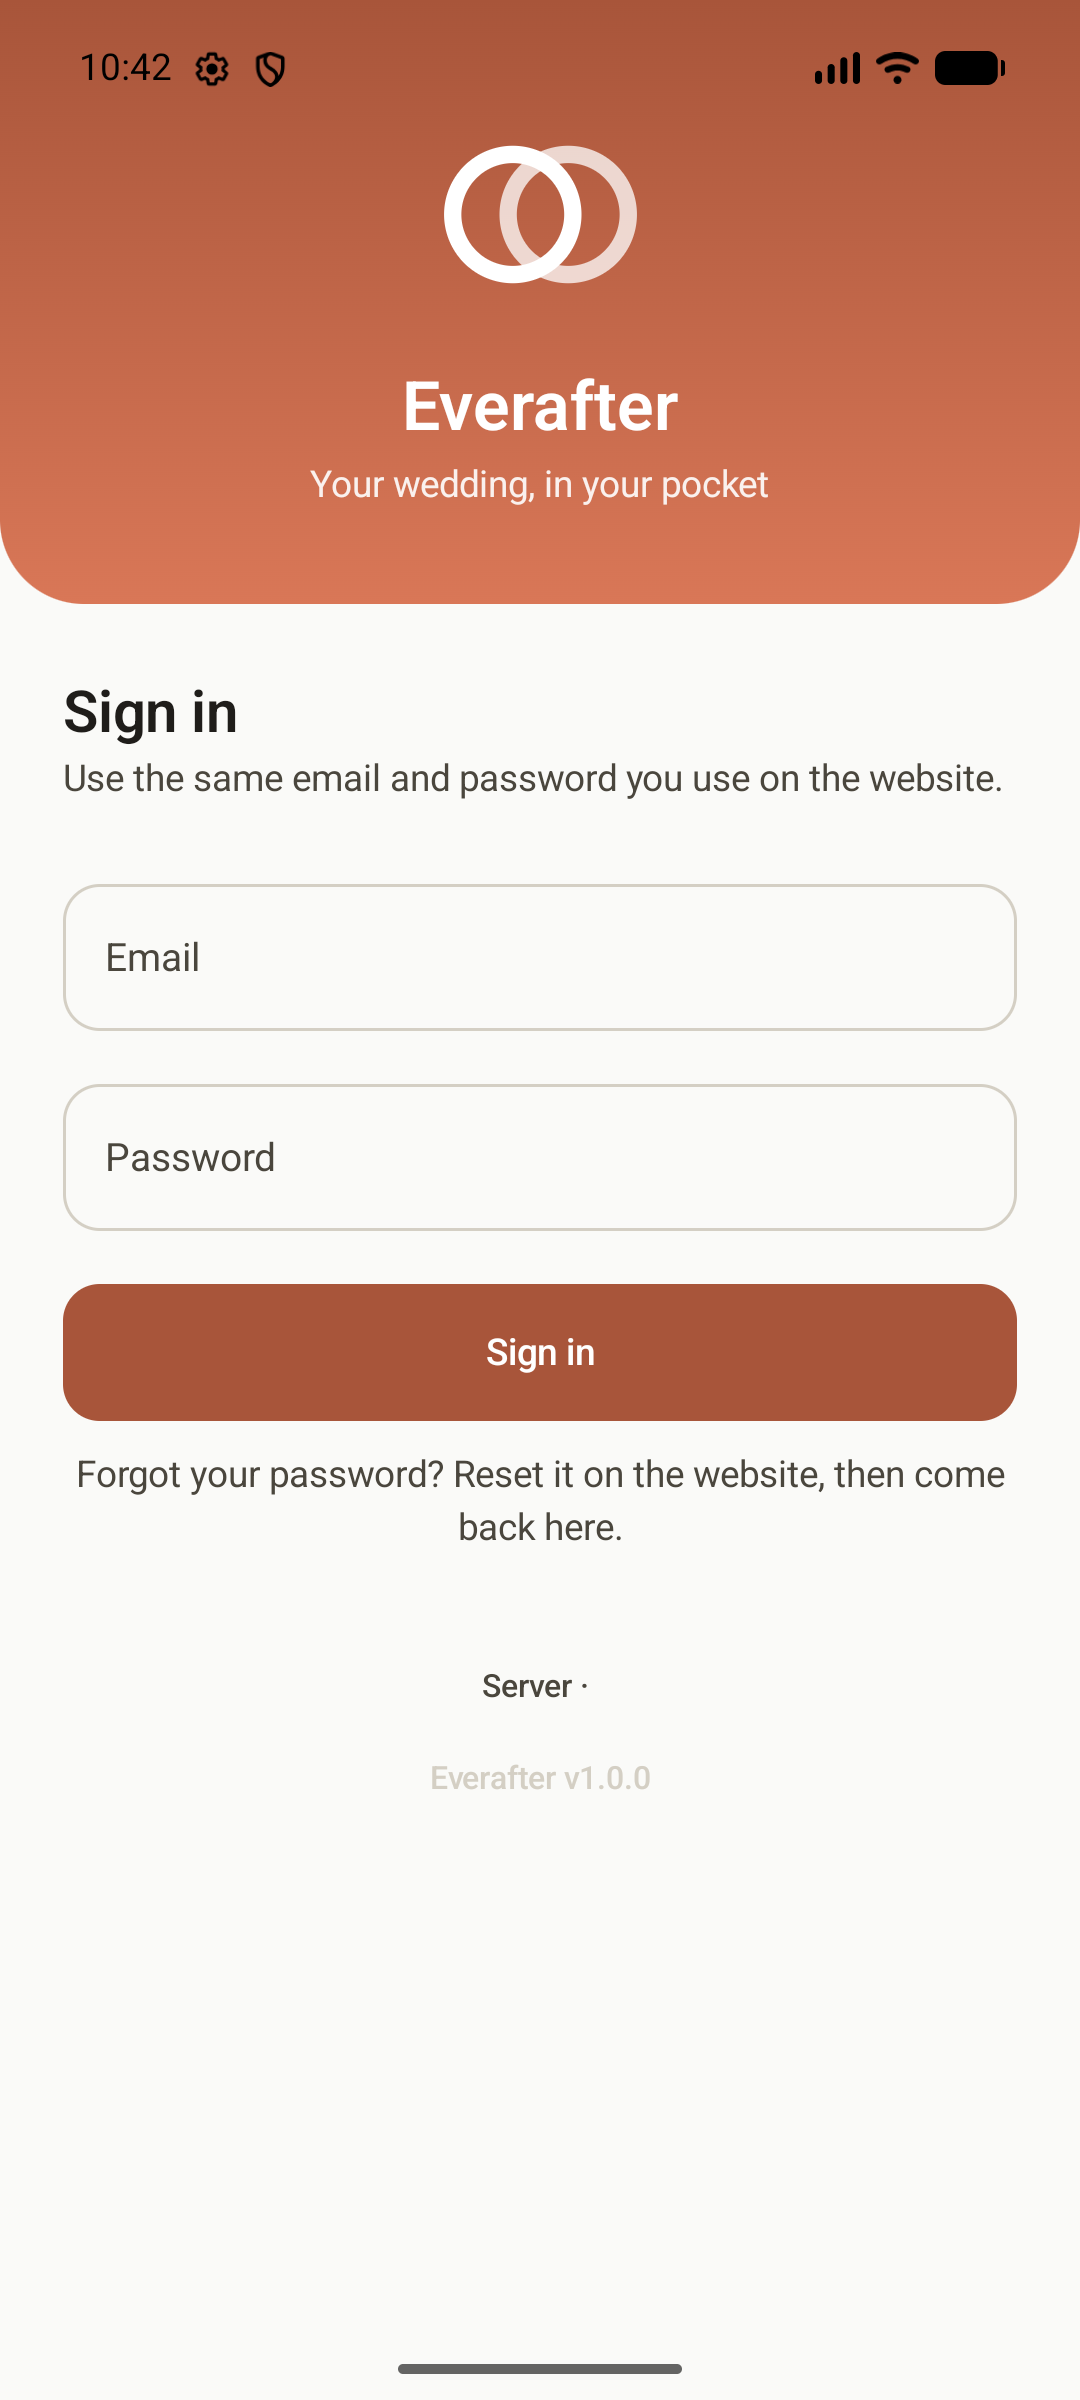 10:42
Everafter
Your wedding, in your pocket
Sign in
Use the same email and password you use on the website.
Email
Password
Sign in
Forgot your password? Reset it on the website, then come
back here.
Server ·
Everafter v1.0.0